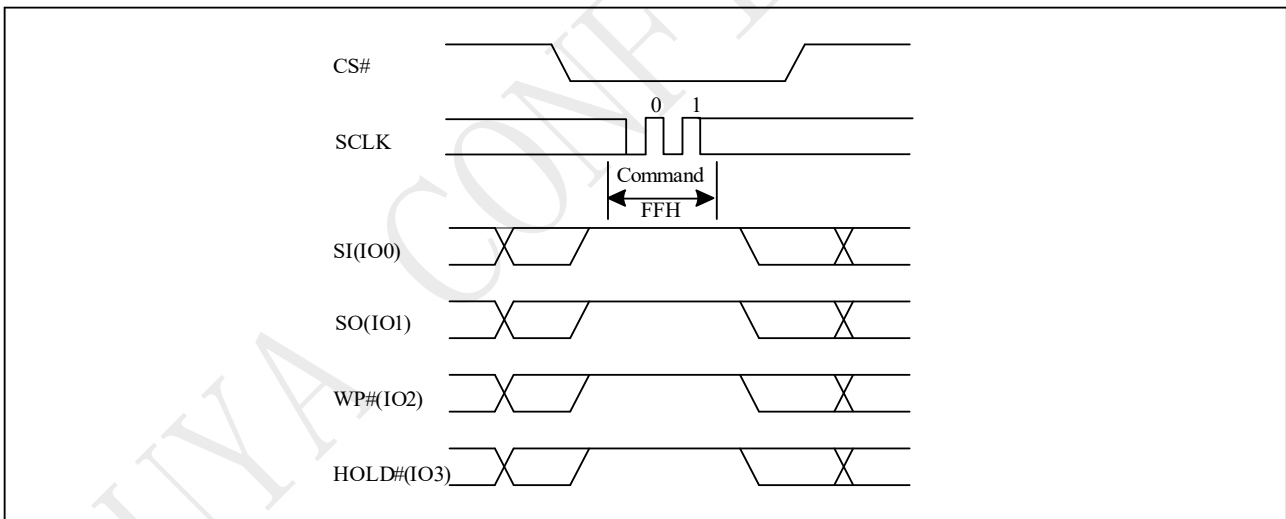 CS#
0 1
SCLK
Command
FFH
SI(IO0)
SO(IO1)
WP#(IO2)
HOLD#(IO3)